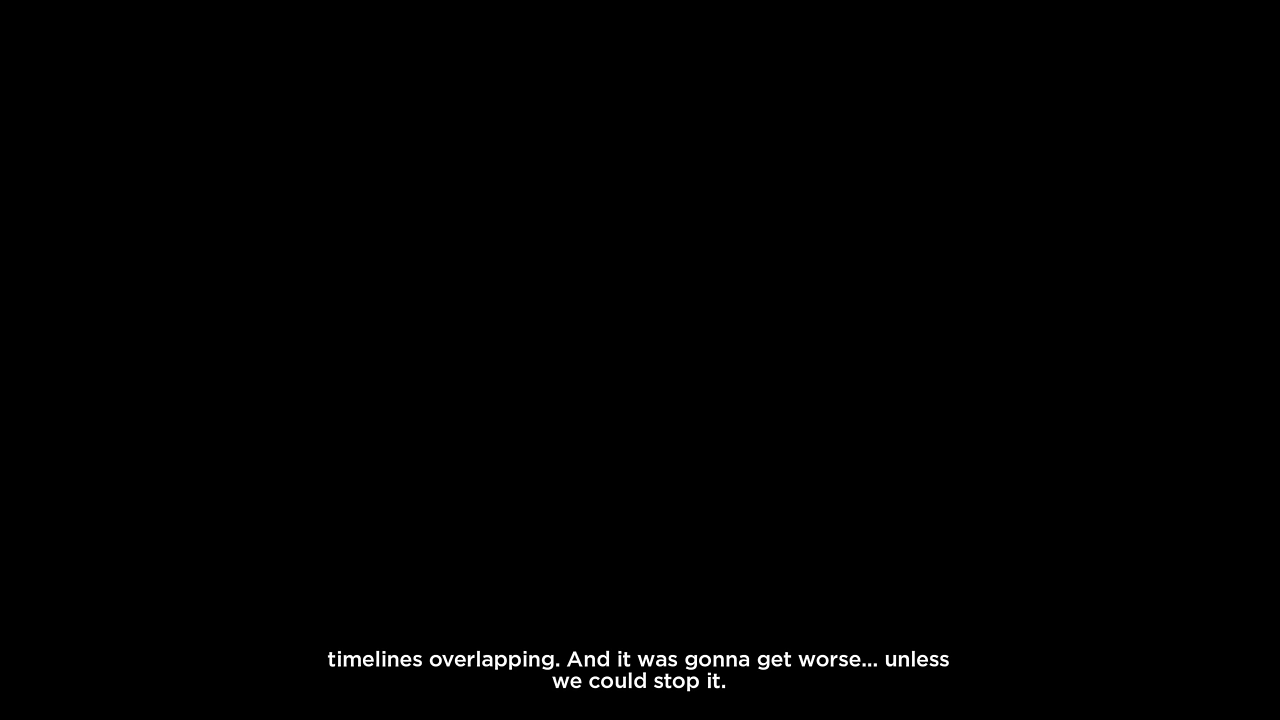 timelines overlapping. And it was gonna get worse... unless
we could stop it.